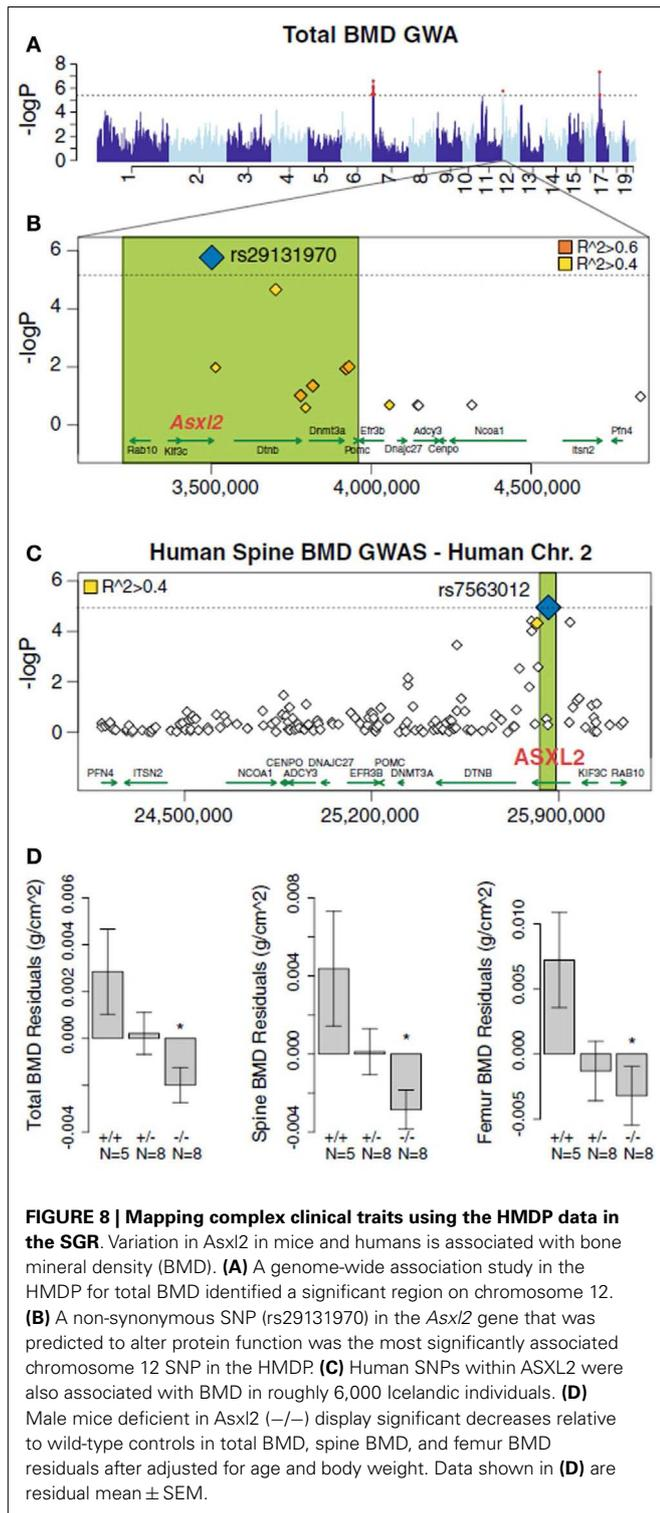 A
Total BMD GWA
8
6
4
2
0
-logP
1 2 3 4 5 6 7 8 9 10 11 12 13 14 15 17 19
B
6
4
2
0
-logP
rs29131970
R^2>0.6
R^2>0.4
Asxl2
Dnmt3a Efr3b Adcy3 Ncoa1 Pfn4
Rab10 Kif3c Dtnb Pomc Dnajc27 Cenpo Itsn2
3,500,000 4,000,000 4,500,000
C
Human Spine BMD GWAS - Human Chr. 2
6
4
2
0
-logP
R^2>0.4
rs7563012
ASXL2
CENPO DNAJC27 POMC
PFN4 ITSN2 NCOA1 ADCY3 EFR3B DNMT3A DTNB KIF3C RAB10
24,500,000 25,200,000 25,900,000
D
Total BMD Residuals (g/cm^2)
-0.004 0.000 0.002 0.004 0.006
*
+/+ +/- -/-
N=5 N=8 N=8
Spine BMD Residuals (g/cm^2)
-0.004 0.000 0.004 0.008
*
+/+ +/- -/-
N=5 N=8 N=8
Femur BMD Residuals (g/cm^2)
-0.005 0.000 0.005 0.010
*
+/+ +/- -/-
N=5 N=8 N=8
FIGURE 8 | Mapping complex clinical traits using the HMDP data in
the SGR. Variation in Asxl2 in mice and humans is associated with bone
mineral density (BMD). (A) A genome-wide association study in the
HMDP for total BMD identified a significant region on chromosome 12.
(B) A non-synonymous SNP (rs29131970) in the Asxl2 gene that was
predicted to alter protein function was the most significantly associated
chromosome 12 SNP in the HMDP. (C) Human SNPs within ASXL2 were
also associated with BMD in roughly 6,000 Icelandic individuals. (D)
Male mice deficient in Asxl2 (−/−) display significant decreases relative
to wild-type controls in total BMD, spine BMD, and femur BMD
residuals after adjusted for age and body weight. Data shown in (D) are
residual mean ± SEM.